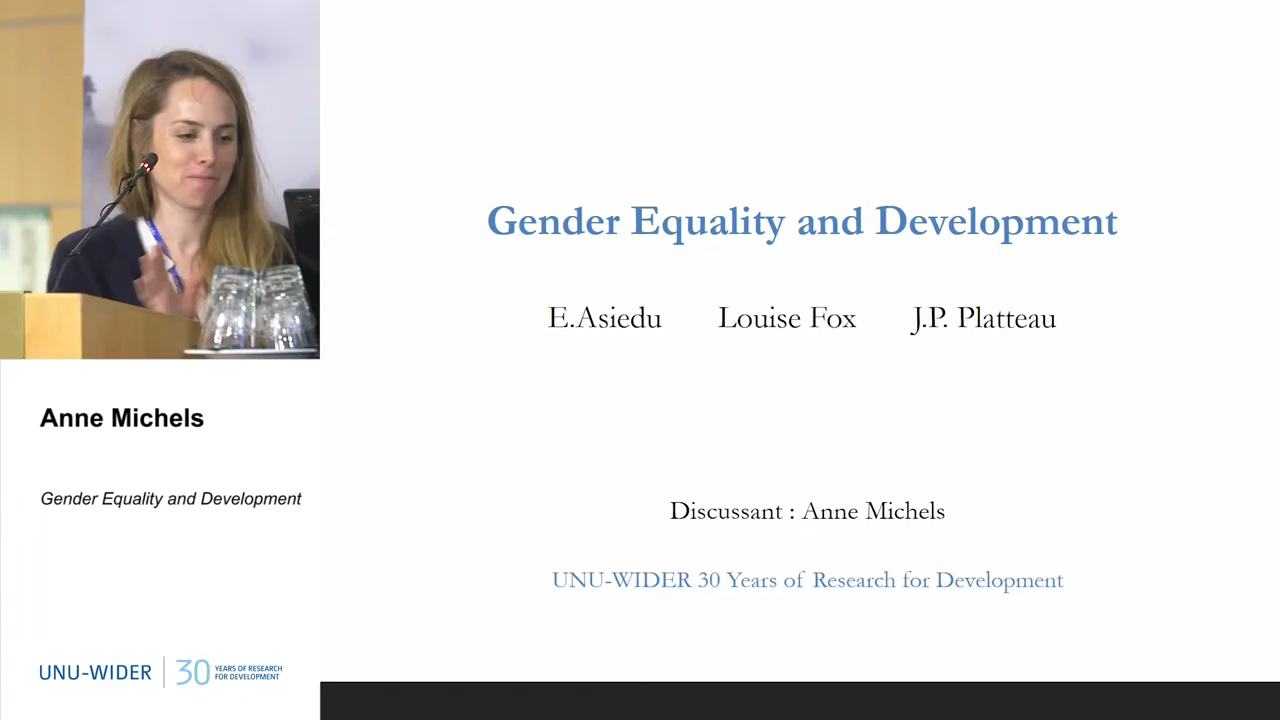 Anne Michels
Gender Equality and Development
UNU-WIDER
30 YEARS OF RESEARCH
FOR DEVELOPMENT
Gender Equality and Development
E.Asiedu Louise Fox J.P. Platteau
Discussant : Anne Michels
UNU-WIDER 30 Years of Research for Development